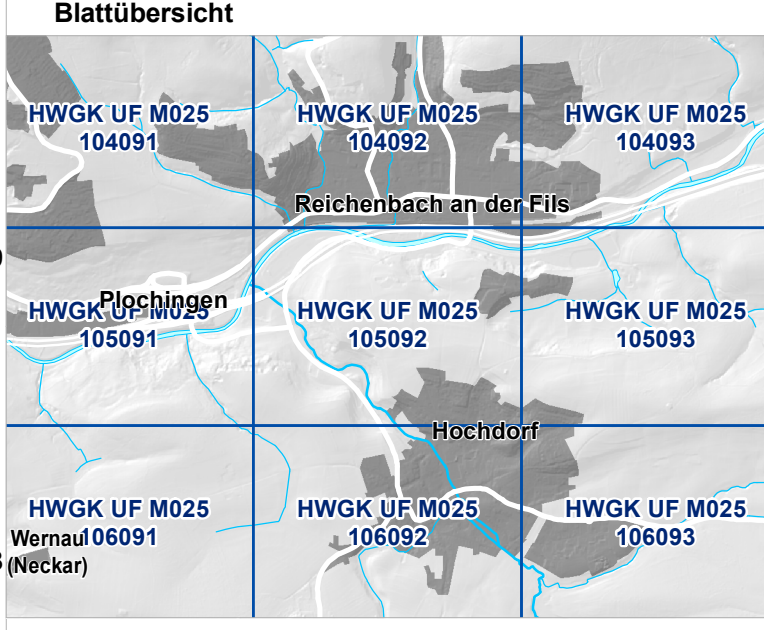 Blattübersicht
HWGK UF M025
104091
HWGK UF M025
104092
HWGK UF M025
104093
Reichenbach an der Fils
Plochingen
HWGK UF M025
105091
HWGK UF M025
105092
HWGK UF M025
105093
Hochdorf
HWGK UF M025
106091
HWGK UF M025
106092
HWGK UF M025
106093
Wernau
(Neckar)